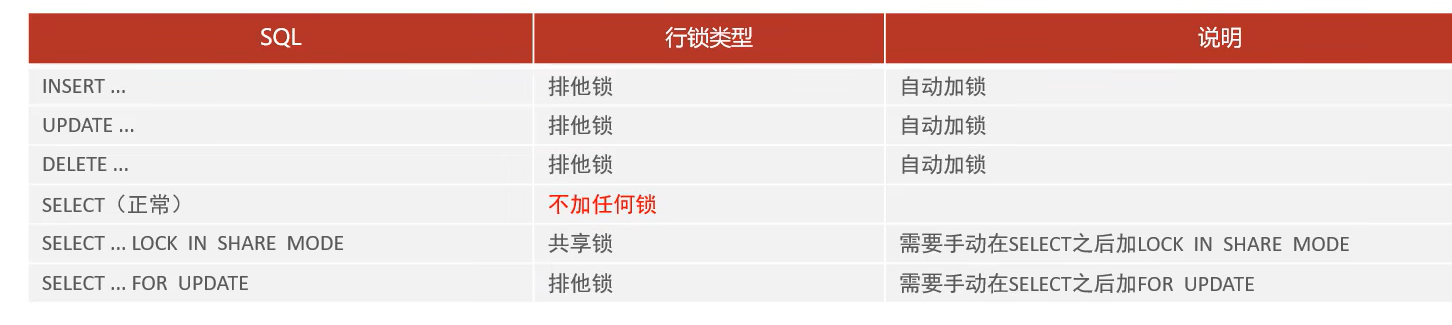 SQL 行锁类型 说明
INSERT ... 排他锁 自动加锁
UPDATE ... 排他锁 自动加锁
DELETE ... 排他锁 自动加锁
SELECT（正常） 不加任何锁
SELECT ... LOCK IN SHARE MODE 共享锁 需要手动在SELECT之后加LOCK IN SHARE MODE
SELECT ... FOR UPDATE 排他锁 需要手动在SELECT之后加FOR UPDATE